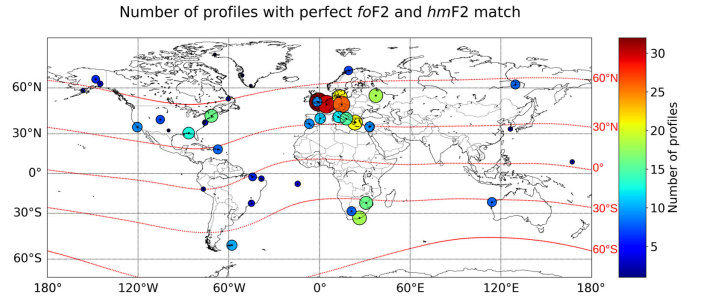 Number of profiles with perfect foF2 and hmF2 match
60°N
30°N
0°
30°S
60°S
60°N
30°N
0°
30°S
60°S
180°W
120°W
60°W
0°
60°E
120°E
180°W
30
25
20
15
10
5
Number of profiles